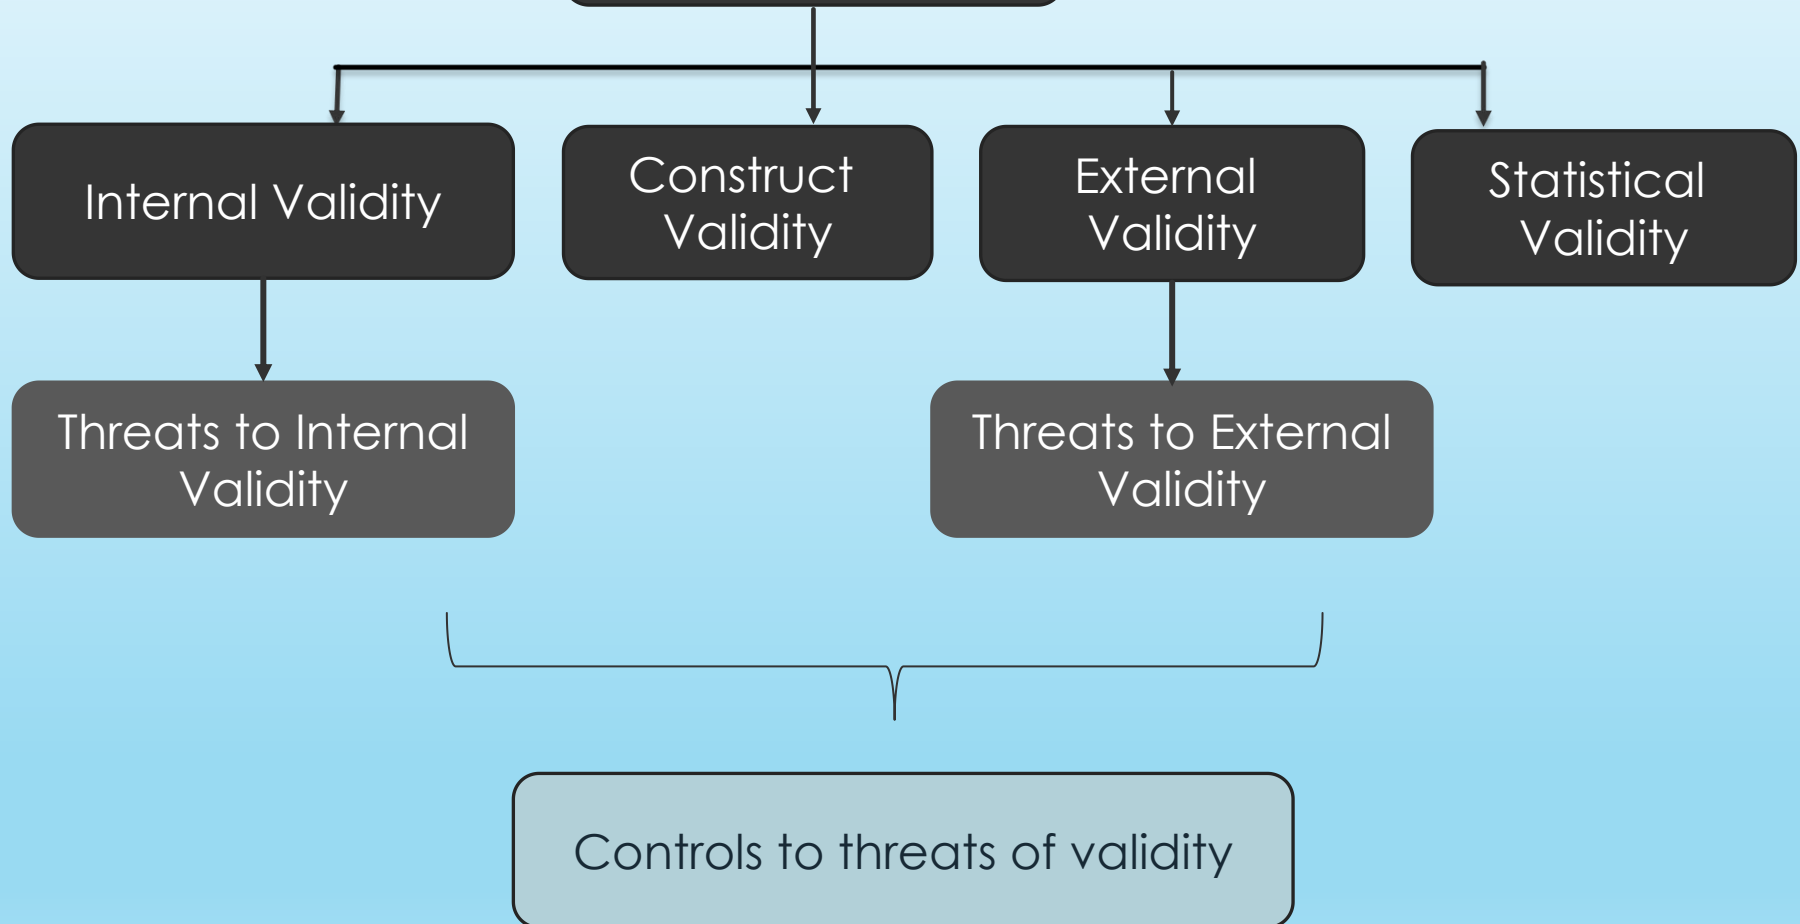 Internal Validity
Construct
Validity
External
Validity
Statistical
Validity
Threats to Internal
Validity
Threats to External
Validity
Controls to threats of validity